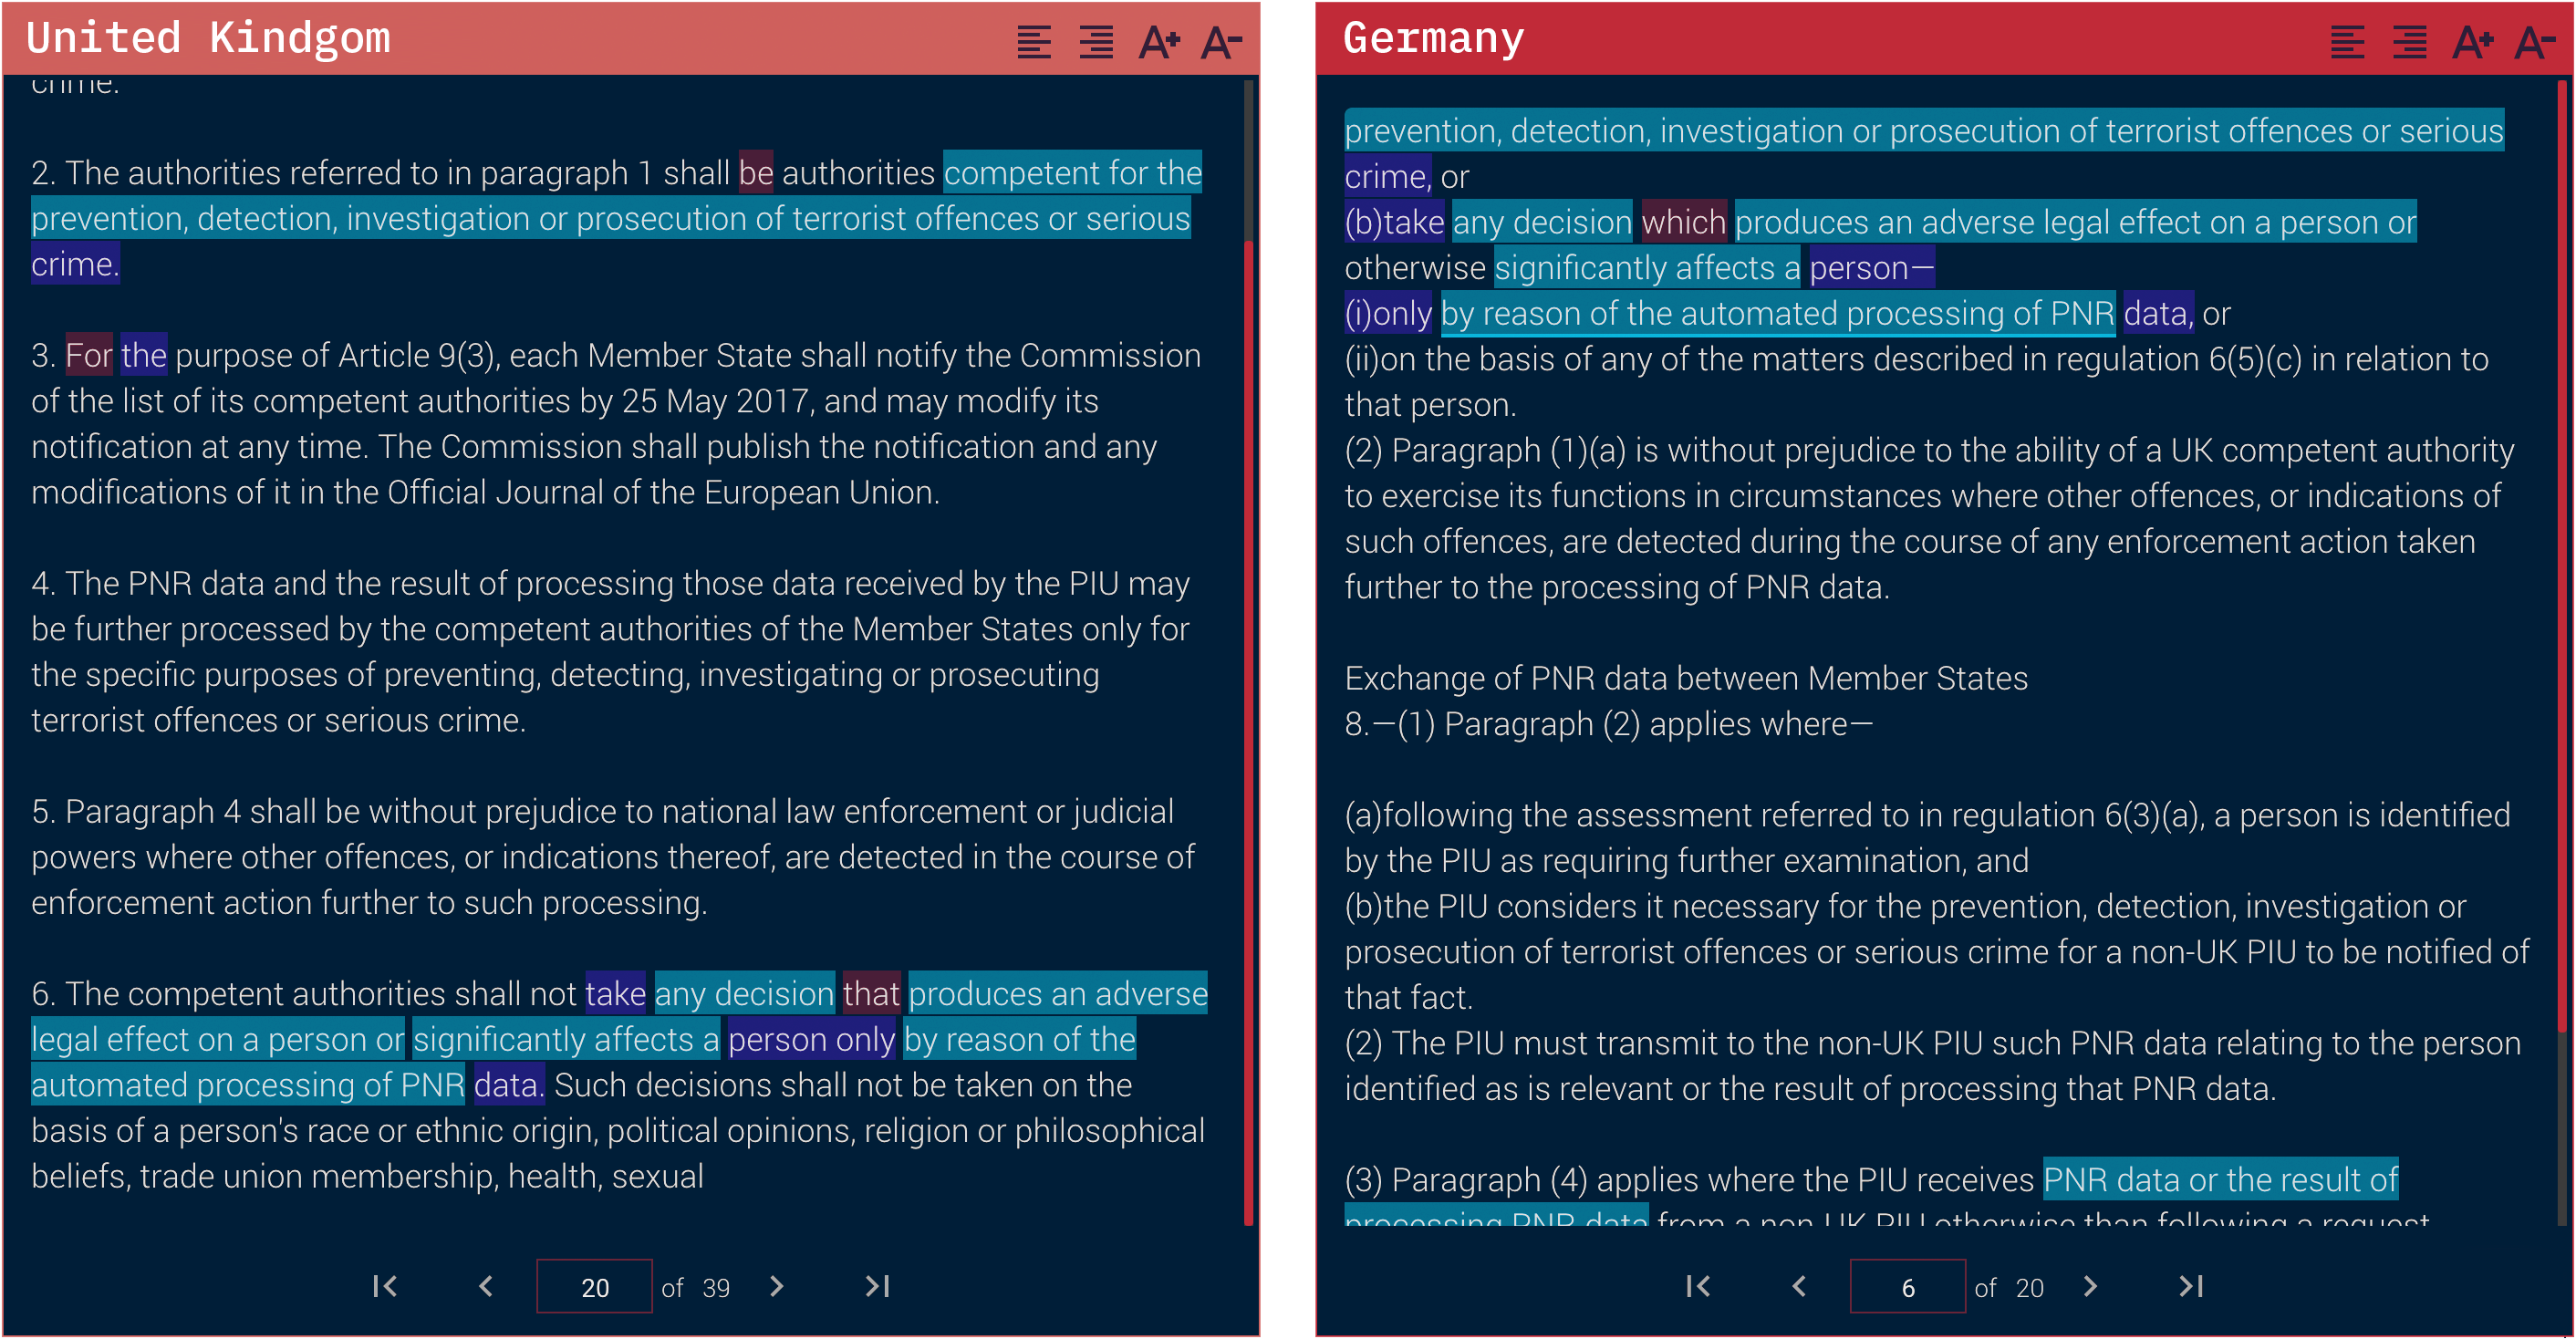 United Kindgom
A+ A-
crime.
2. The authorities referred to in paragraph 1 shall be authorities competent for the
prevention, detection, investigation or prosecution of terrorist offences or serious
crime.
3. For the purpose of Article 9(3), each Member State shall notify the Commission
of the list of its competent authorities by 25 May 2017, and may modify its
notification at any time. The Commission shall publish the notification and any
modifications of it in the Official Journal of the European Union.
4. The PNR data and the result of processing those data received by the PIU may
be further processed by the competent authorities of the Member States only for
the specific purposes of preventing, detecting, investigating or prosecuting
terrorist offences or serious crime.
5. Paragraph 4 shall be without prejudice to national law enforcement or judicial
powers where other offences, or indications thereof, are detected in the course of
enforcement action further to such processing.
6. The competent authorities shall not take any decision that produces an adverse
legal effect on a person or significantly affects a person only by reason of the
automated processing of PNR data. Such decisions shall not be taken on the
basis of a person's race or ethnic origin, political opinions, religion or philosophical
beliefs, trade union membership, health, sexual
20 of 39
Germany
A+ A-
prevention, detection, investigation or prosecution of terrorist offences or serious
crime, or
(b)take any decision which produces an adverse legal effect on a person or
otherwise significantly affects a person—
(i)only by reason of the automated processing of PNR data, or
(ii)on the basis of any of the matters described in regulation 6(5)(c) in relation to
that person.
(2) Paragraph (1)(a) is without prejudice to the ability of a UK competent authority
to exercise its functions in circumstances where other offences, or indications of
such offences, are detected during the course of any enforcement action taken
further to the processing of PNR data.
Exchange of PNR data between Member States
8.—(1) Paragraph (2) applies where—
(a)following the assessment referred to in regulation 6(3)(a), a person is identified
by the PIU as requiring further examination, and
(b)the PIU considers it necessary for the prevention, detection, investigation or
prosecution of terrorist offences or serious crime for a non-UK PIU to be notified of
that fact.
(2) The PIU must transmit to the non-UK PIU such PNR data relating to the person
identified as is relevant or the result of processing that PNR data.
(3) Paragraph (4) applies where the PIU receives PNR data or the result of
processing PNR data from a non-UK PIU otherwise than following a request
6 of 20